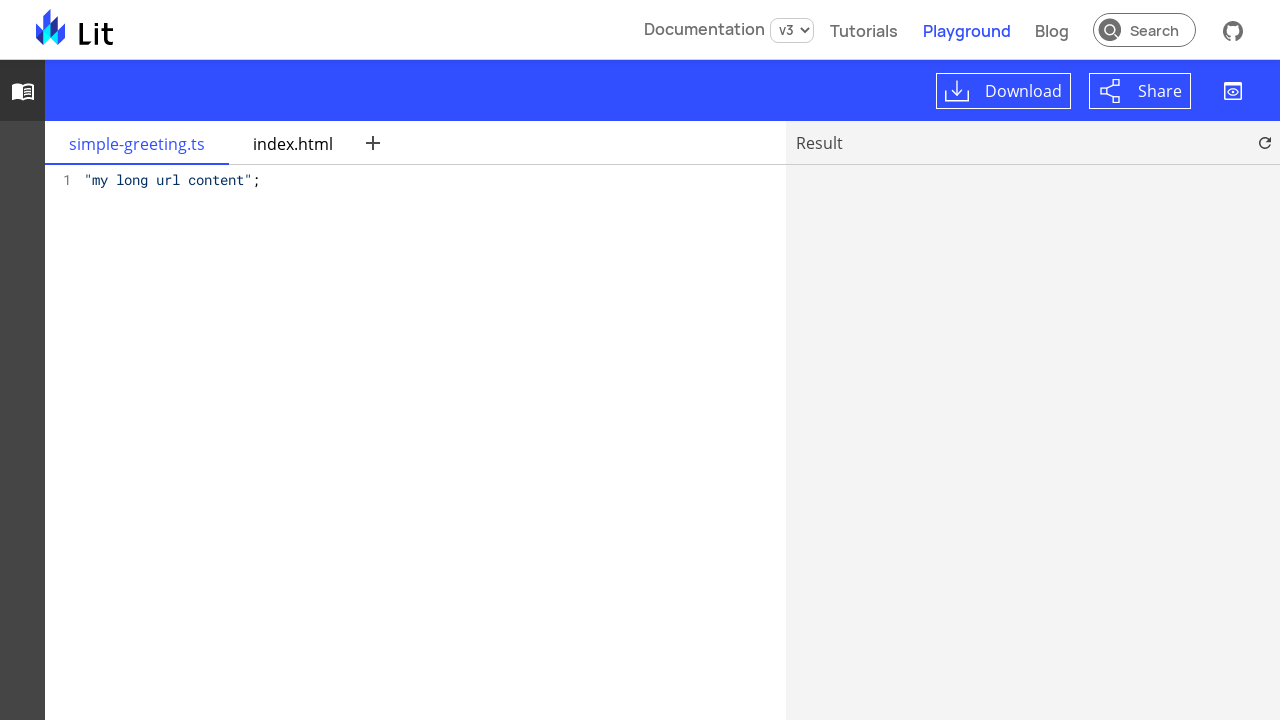 Lit
Documentation v3 Tutorials Playground Blog Search
Download Share
simple-greeting.ts index.html
Result
1 "my long url content";